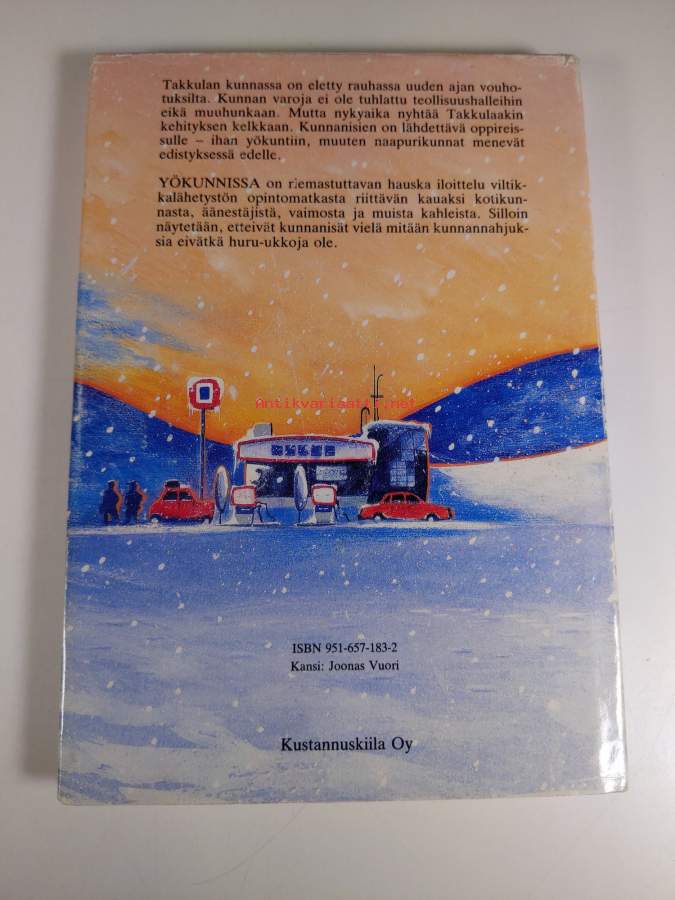 Takkulan kunnassa on eletty rauhassa uuden ajan vouho-
tuksilta. Kunnan varoja ei ole tuhlattu teollisuushalleihin
eikä muuhunkaan. Mutta nykyaika nyhtää Takkulaakin
kehityksen kelkkaan. Kunnanisien on lähdettävä oppireis-
sulle – ihan yökuntiin, muuten naapurikunnat menevät
edistyksessä edelle.
YÖKUNNISSA on riemastuttavan hauska iloittelu viltik-
kalähetystön opintomatkasta riittävän kauaksi kotikun-
nasta, äänestäjistä, vaimosta ja muista kahleista. Silloin
näytetään, etteivät kunnanisät vielä mitään kunnannahjuk-
sia eivätkä huru-ukkoja ole.
Antikvariaatti.net
ISBN 951-657-183-2
Kansi: Joonas Vuori
Kustannuskiila Oy